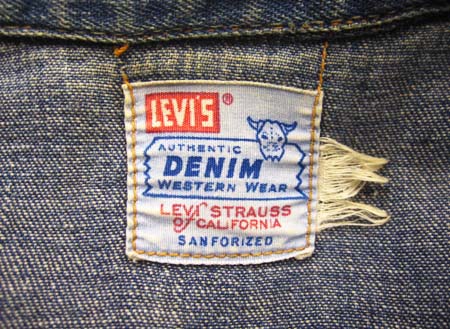 LEVI'S ®
AUTHENTIC
DENIM
WESTERN WEAR
LEVI STRAUSS
OF CALIFORNIA
SANFORIZED